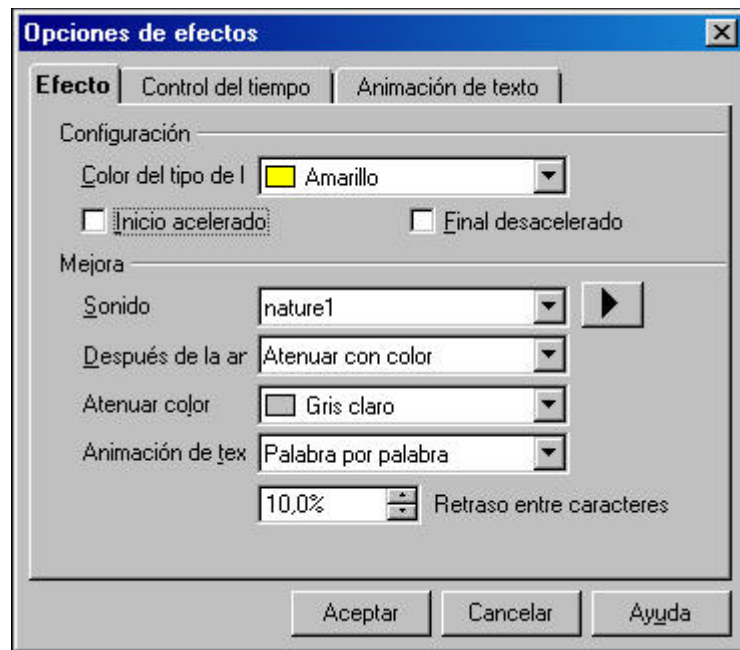 Opciones de efectos
Efecto Control del tiempo Animación de texto
Configuración
Color del tipo de l Amarillo
Inicio acelerado Final desacelerado
Mejora
Sonido nature1
Después de la ar Atenuar con color
Atenuar color Gris claro
Animación de tex Palabra por palabra
10,0% Retraso entre caracteres
Aceptar Cancelar Ayuda